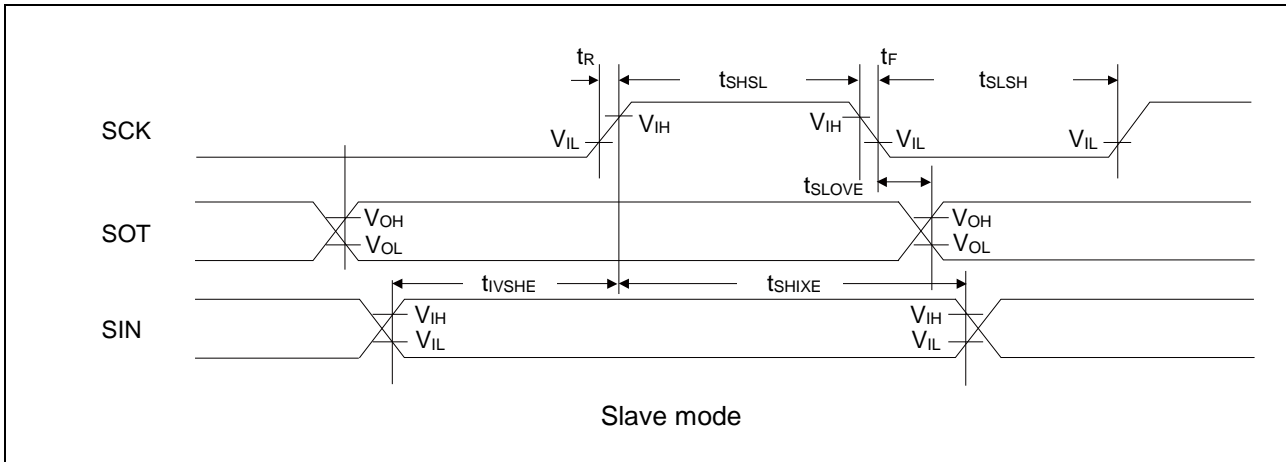 tR
tSHSL
tF
tSLSH
SCK
VIH
VIL
VIH
VIL
VIL
tSLOVE
SOT
VOH
VOL
VOH
VOL
tIVSHE
tSHIXE
SIN
VIH
VIL
VIH
VIL
Slave mode